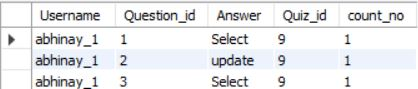 Username Question_id Answer Quiz_id count_no
abhinay_1 1 Select 9 1
abhinay_1 2 update 9 1
abhinay_1 3 Select 9 1